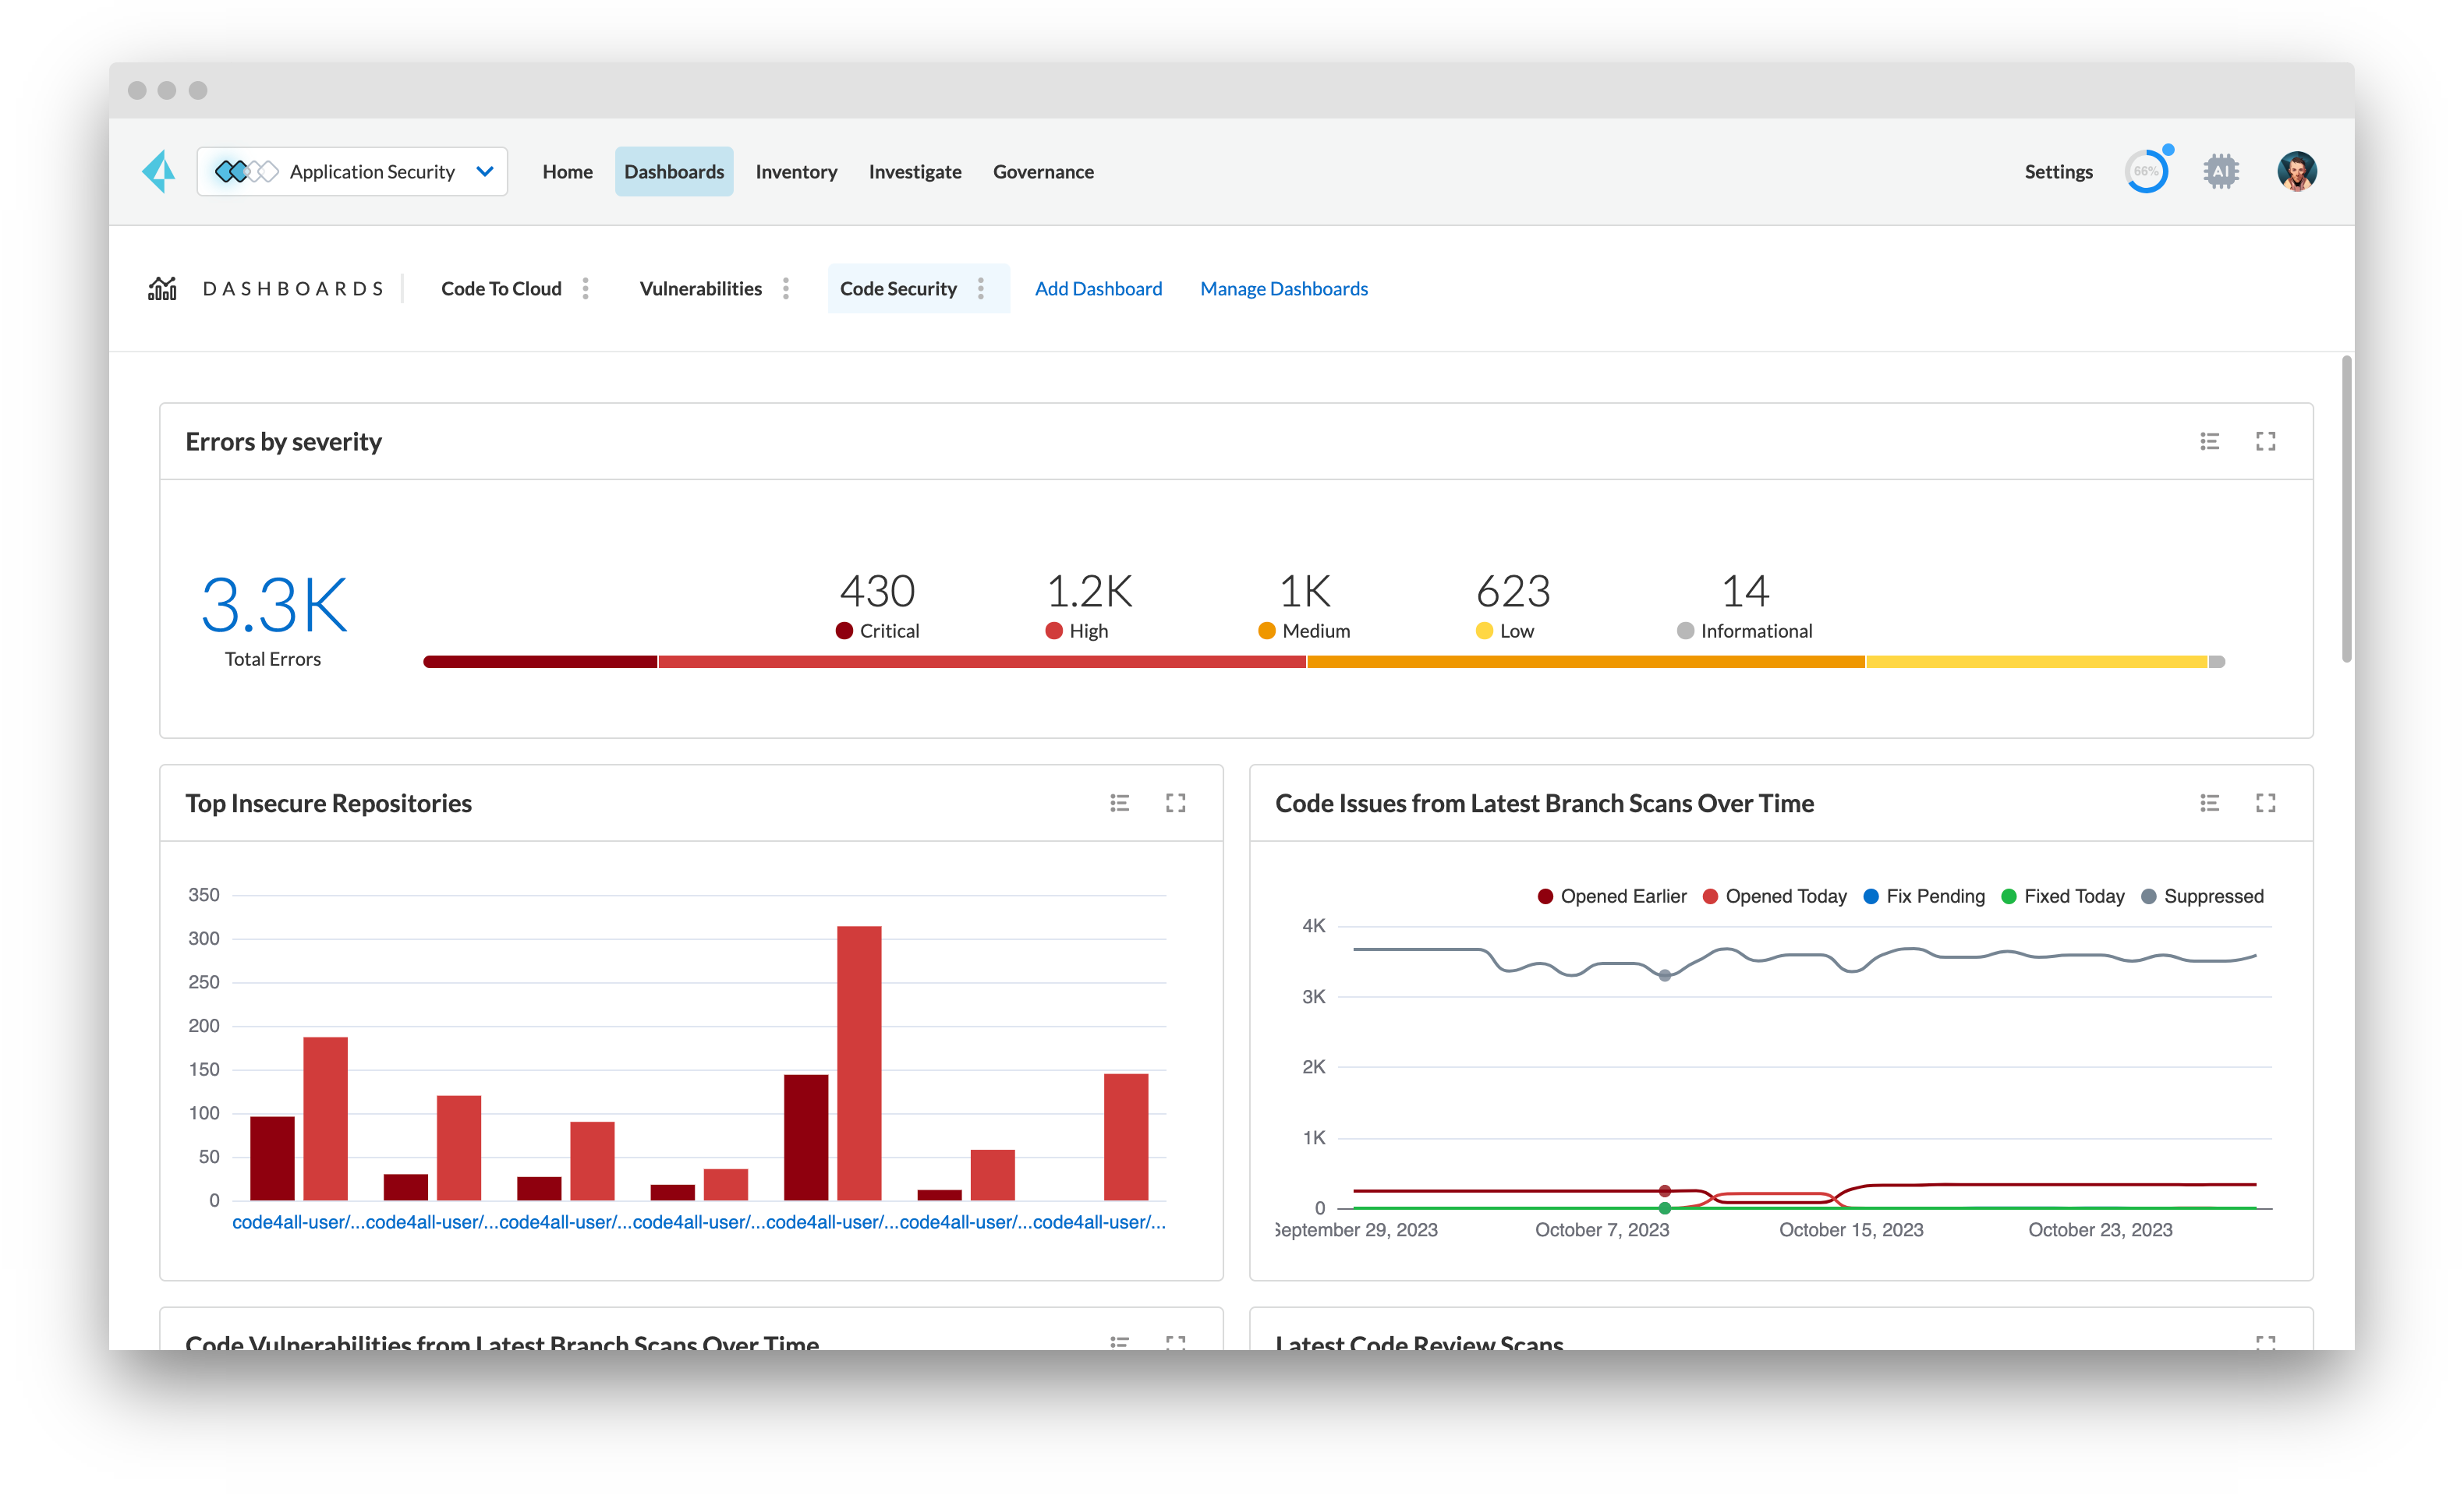 Application Security
Home
Dashboards
Inventory
Investigate
Governance
Settings
66%
AI
DASHBOARDS
Code To Cloud
Vulnerabilities
Code Security
Add Dashboard
Manage Dashboards
Errors by severity
3.3K
Total Errors
430
Critical
1.2K
High
1K
Medium
623
Low
14
Informational
Top Insecure Repositories
350
300
250
200
150
100
50
0
code4all-user/...code4all-user/...code4all-user/...code4all-user/...code4all-user/...code4all-user/...code4all-user/...
Code Issues from Latest Branch Scans Over Time
Opened Earlier
Opened Today
Fix Pending
Fixed Today
Suppressed
4K
3K
2K
1K
0
September 29, 2023
October 7, 2023
October 15, 2023
October 23, 2023
Code Vulnerabilities from Latest Branch Scans Over Time
Latest Code Review Scans